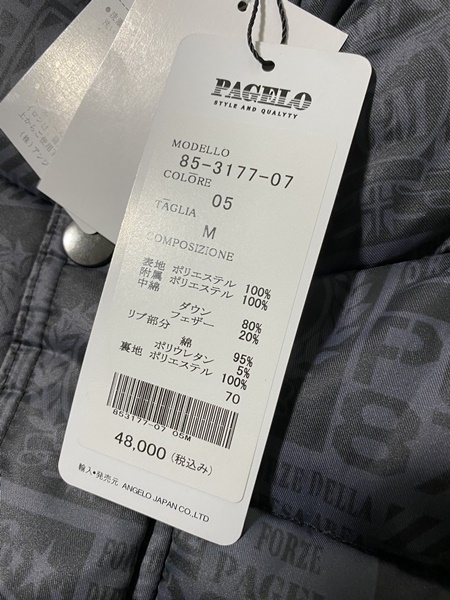 PAGELO
STYLE AND QUALYTY
MODELLO
85-3177-07
COLORE
05
TAGLIA
M
COMPOSIZIONE
表地 ポリエステル 100%
附属 ポリエステル 100%
中綿
ダウン 80%
フェザー 20%
リブ部分 綿 95%
ポリウレタン 5%
裏地 ポリエステル 100%
70
853177-07 05M
48,000 (税込み)
輸入•発売元 ANGELO JAPAN CO.,LTD
FORZE DELLA
FORZE
PAGELO
FOR